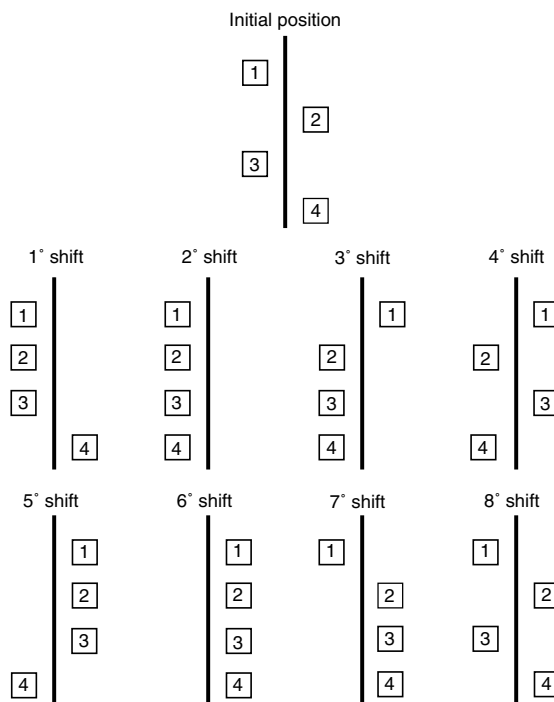 Initial position
1
2
3
4
1° shift 2° shift 3° shift 4° shift
1 1 1 1
2 2 2 2
3 3 3 3
4 4 4 4
5° shift 6° shift 7° shift 8° shift
1 1 1 1
2 2 2 2
3 3 3 3
4 4 4 4